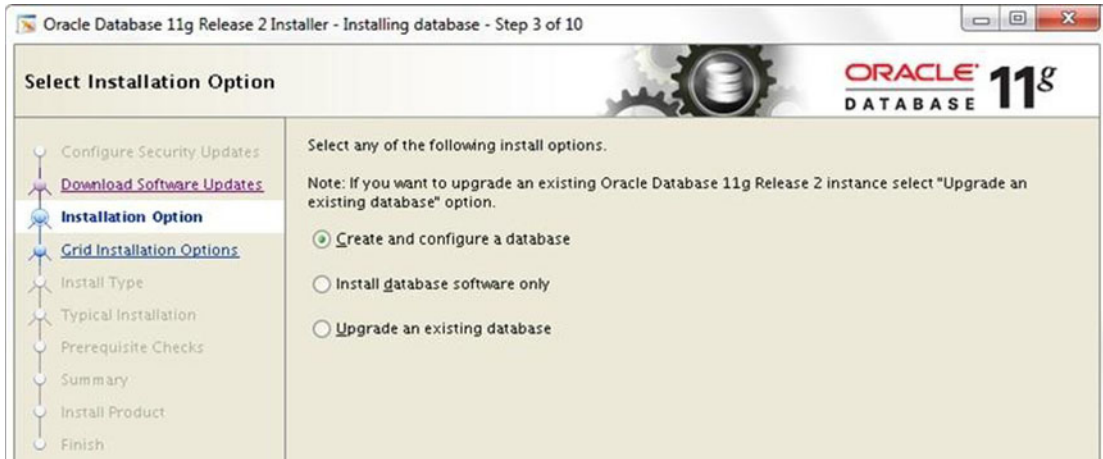 Oracle Database 11g Release 2 Installer - Installing database - Step 3 of 10
Select Installation Option
ORACLE
DATABASE
11g
Configure Security Updates
Download Software Updates
Installation Option
Grid Installation Options
Install Type
Typical Installation
Prerequisite Checks
Summary
Install Product
Finish
Select any of the following install options.
Note: If you want to upgrade an existing Oracle Database 11g Release 2 instance select "Upgrade an
existing database" option.
Create and configure a database
Install database software only
Upgrade an existing database